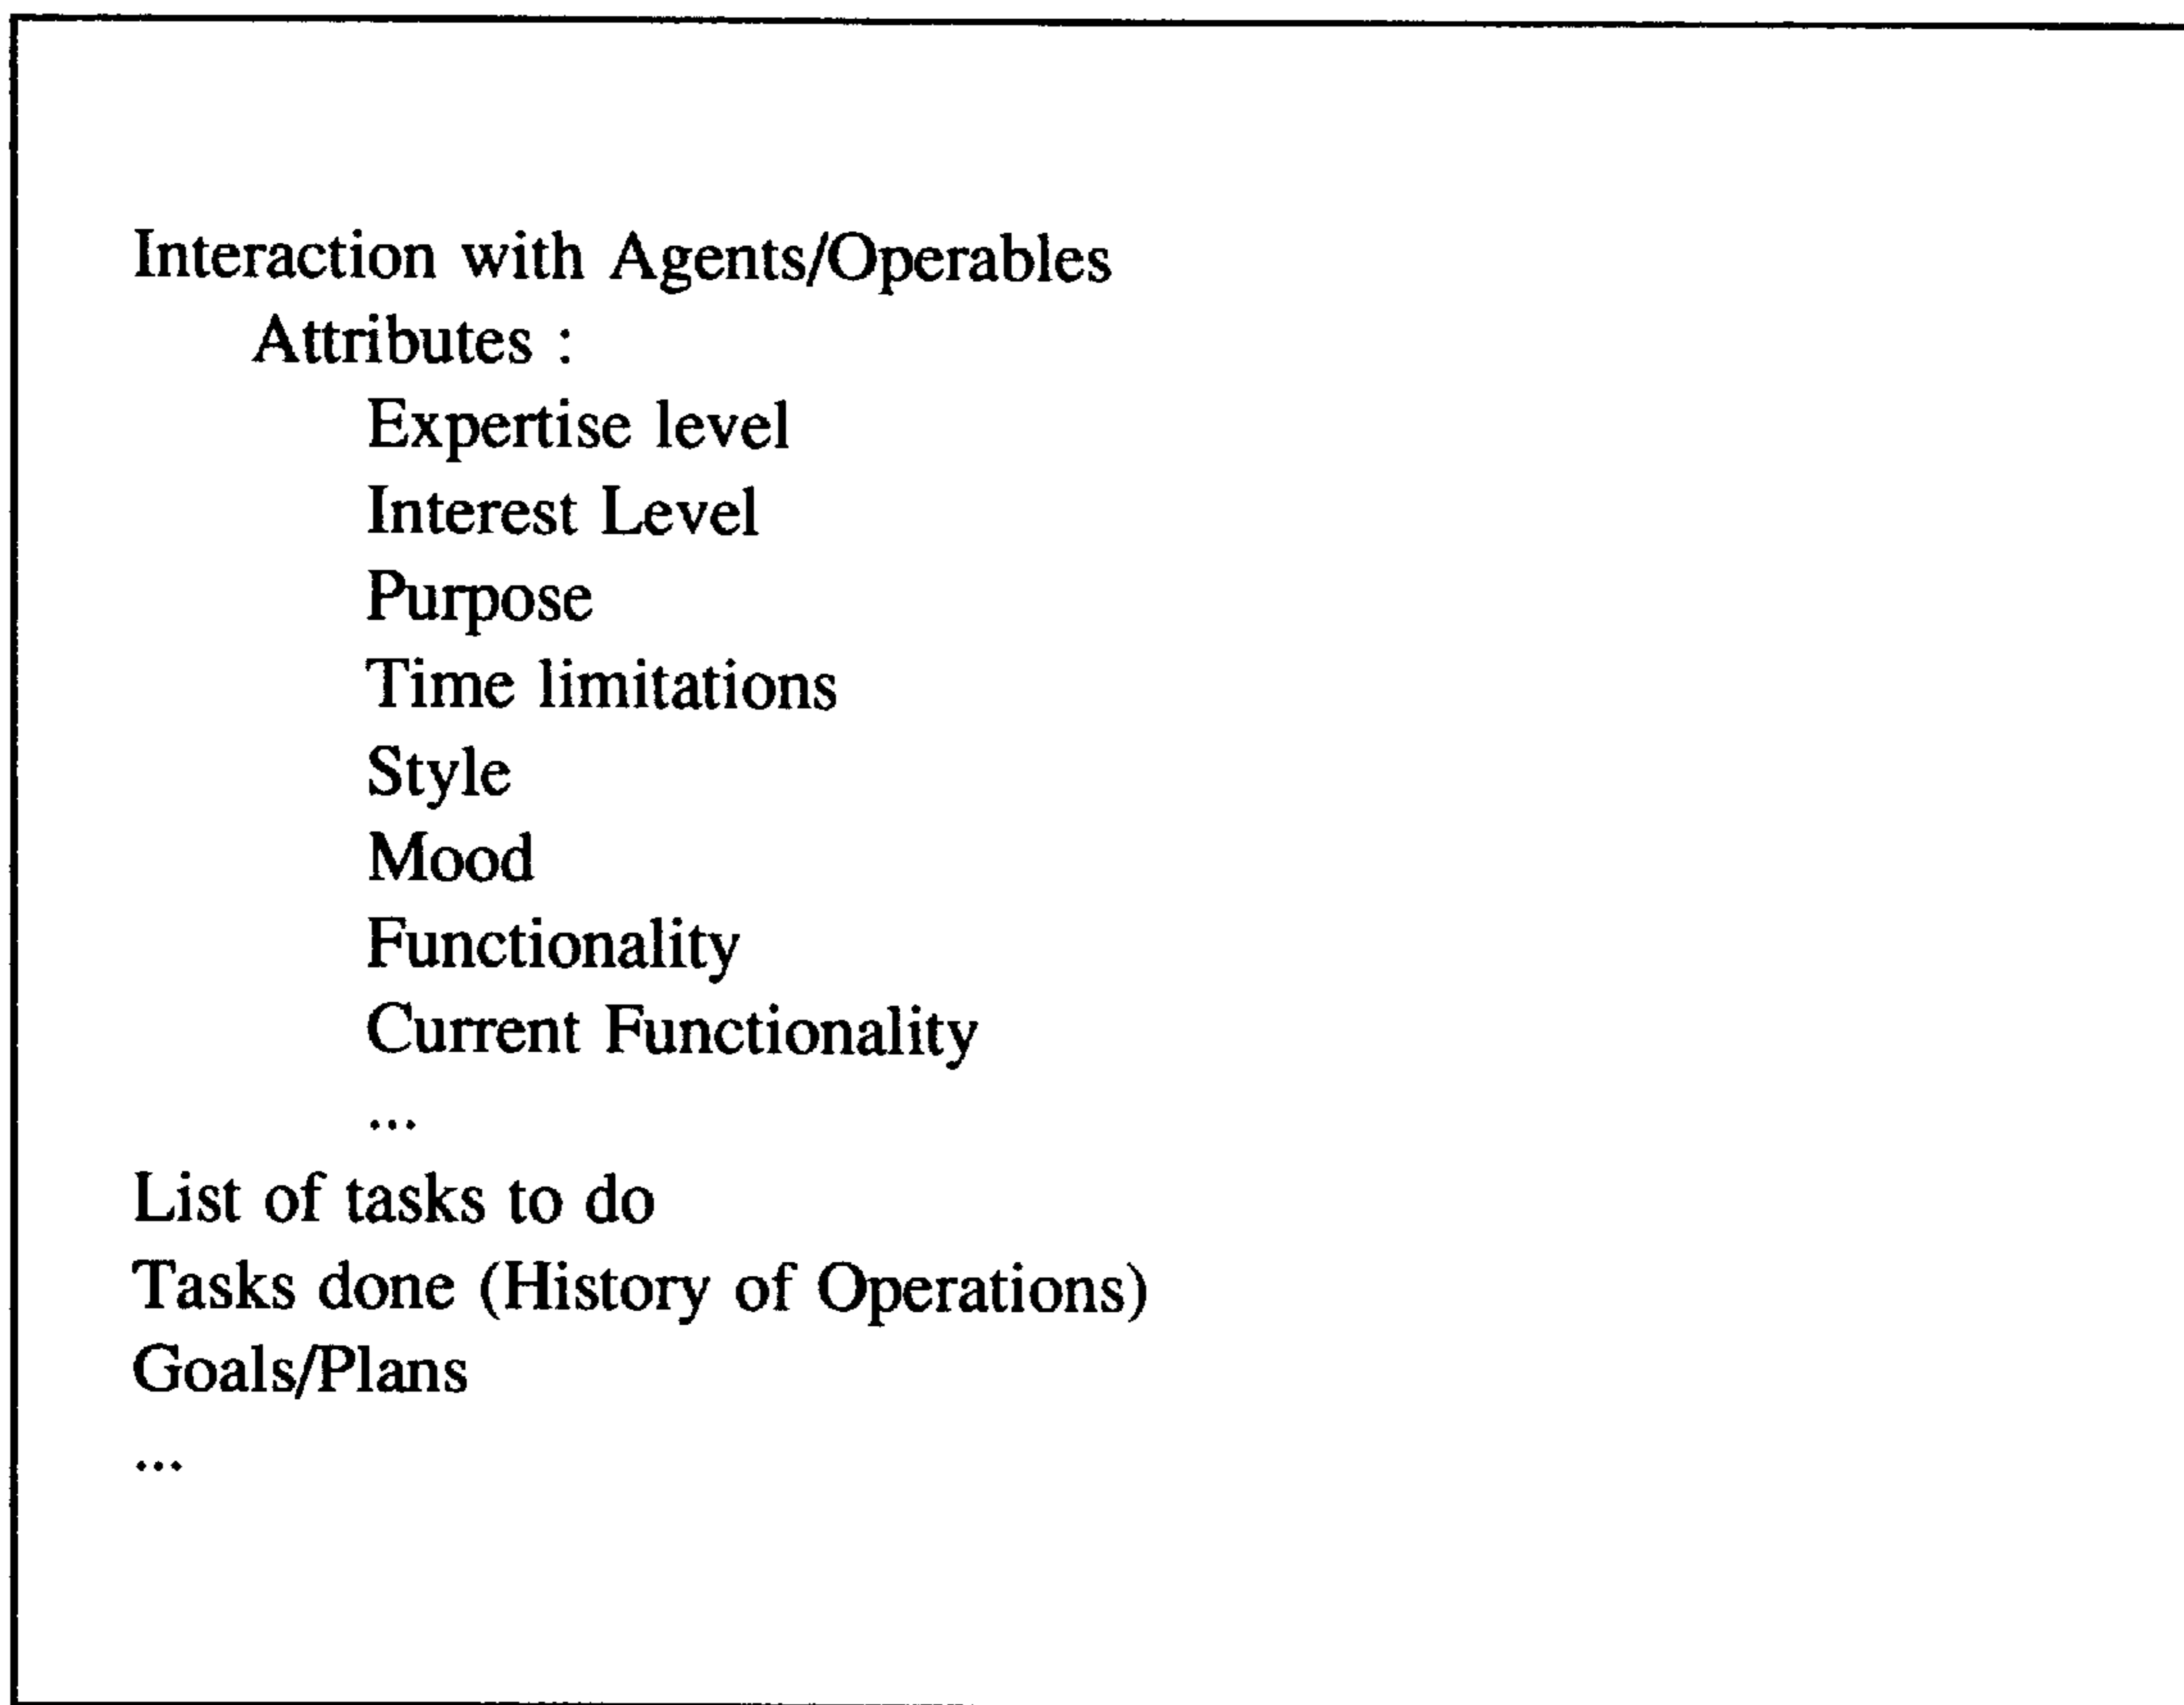 Interaction with Agents/Operables
Attributes :
Expertise level
Interest Level
Purpose
Time limitations
Style
Mood
Functionality
Current Functionality
...
List of tasks to do
Tasks done (History of Operations)
Goals/Plans
...